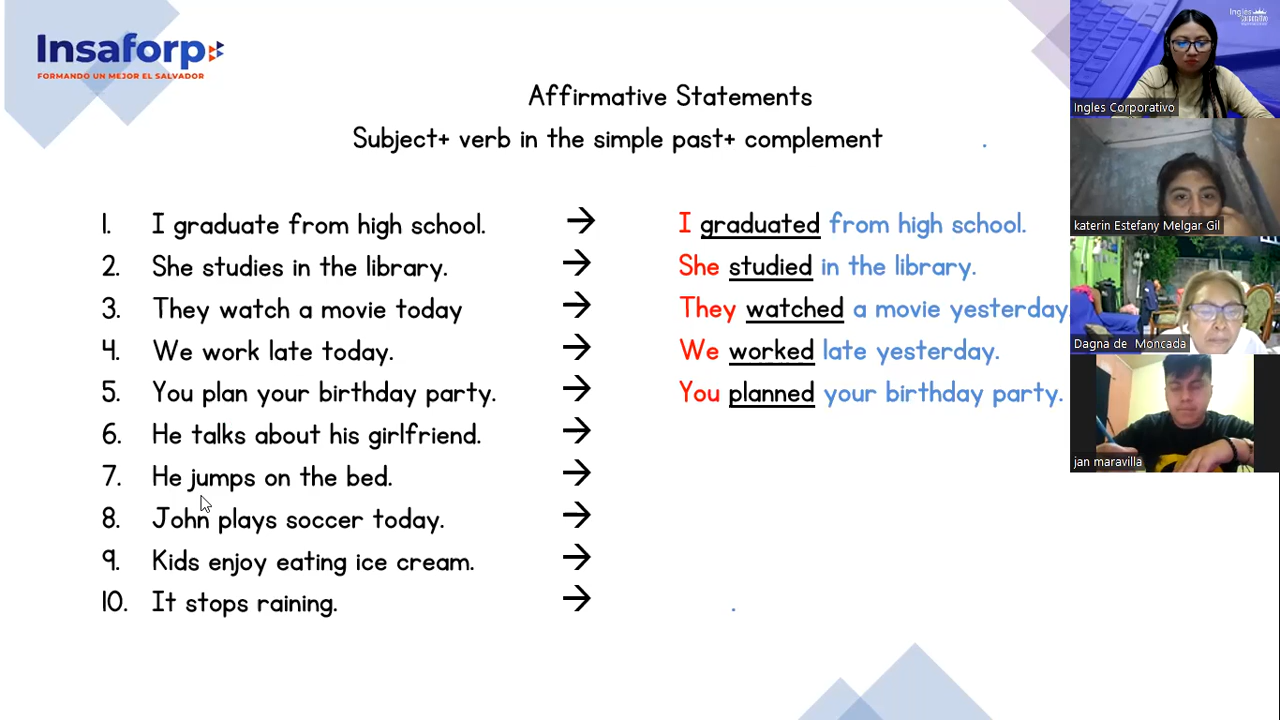 Insaforp
FORMANDO UN MEJOR EL SALVADOR
Affirmative Statements
Subject+ verb in the simple past+ complement .
1. I graduate from high school. → I graduated from high school.
2. She studies in the library. → She studied in the library.
3. They watch a movie today → They watched a movie yesterday
4. We work late today. → We worked late yesterday.
5. You plan your birthday party. → You planned your birthday party.
6. He talks about his girlfriend. →
7. He jumps on the bed. →
8. John plays soccer today. →
9. Kids enjoy eating ice cream. →
10. It stops raining. → .
Ingles
Ingles Corporativo
katerin Estefany Melgar Gil
Dagna de Moncada
jan maravilla